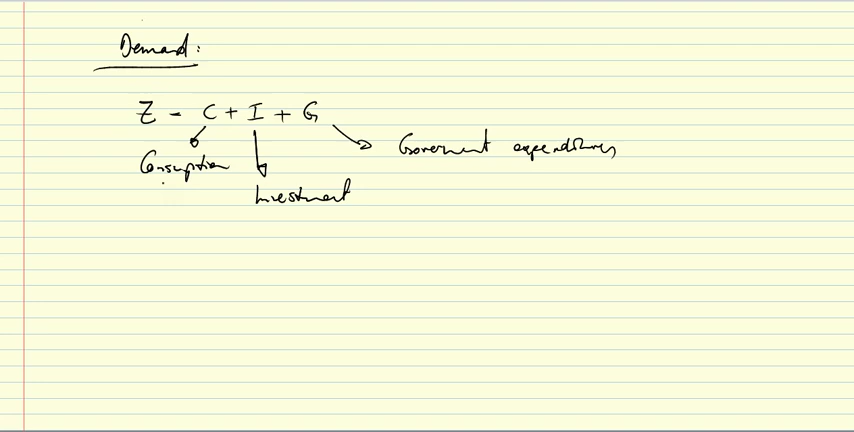 Demand:
Z = C + I + G
Government expenditures
Consumption
Investment